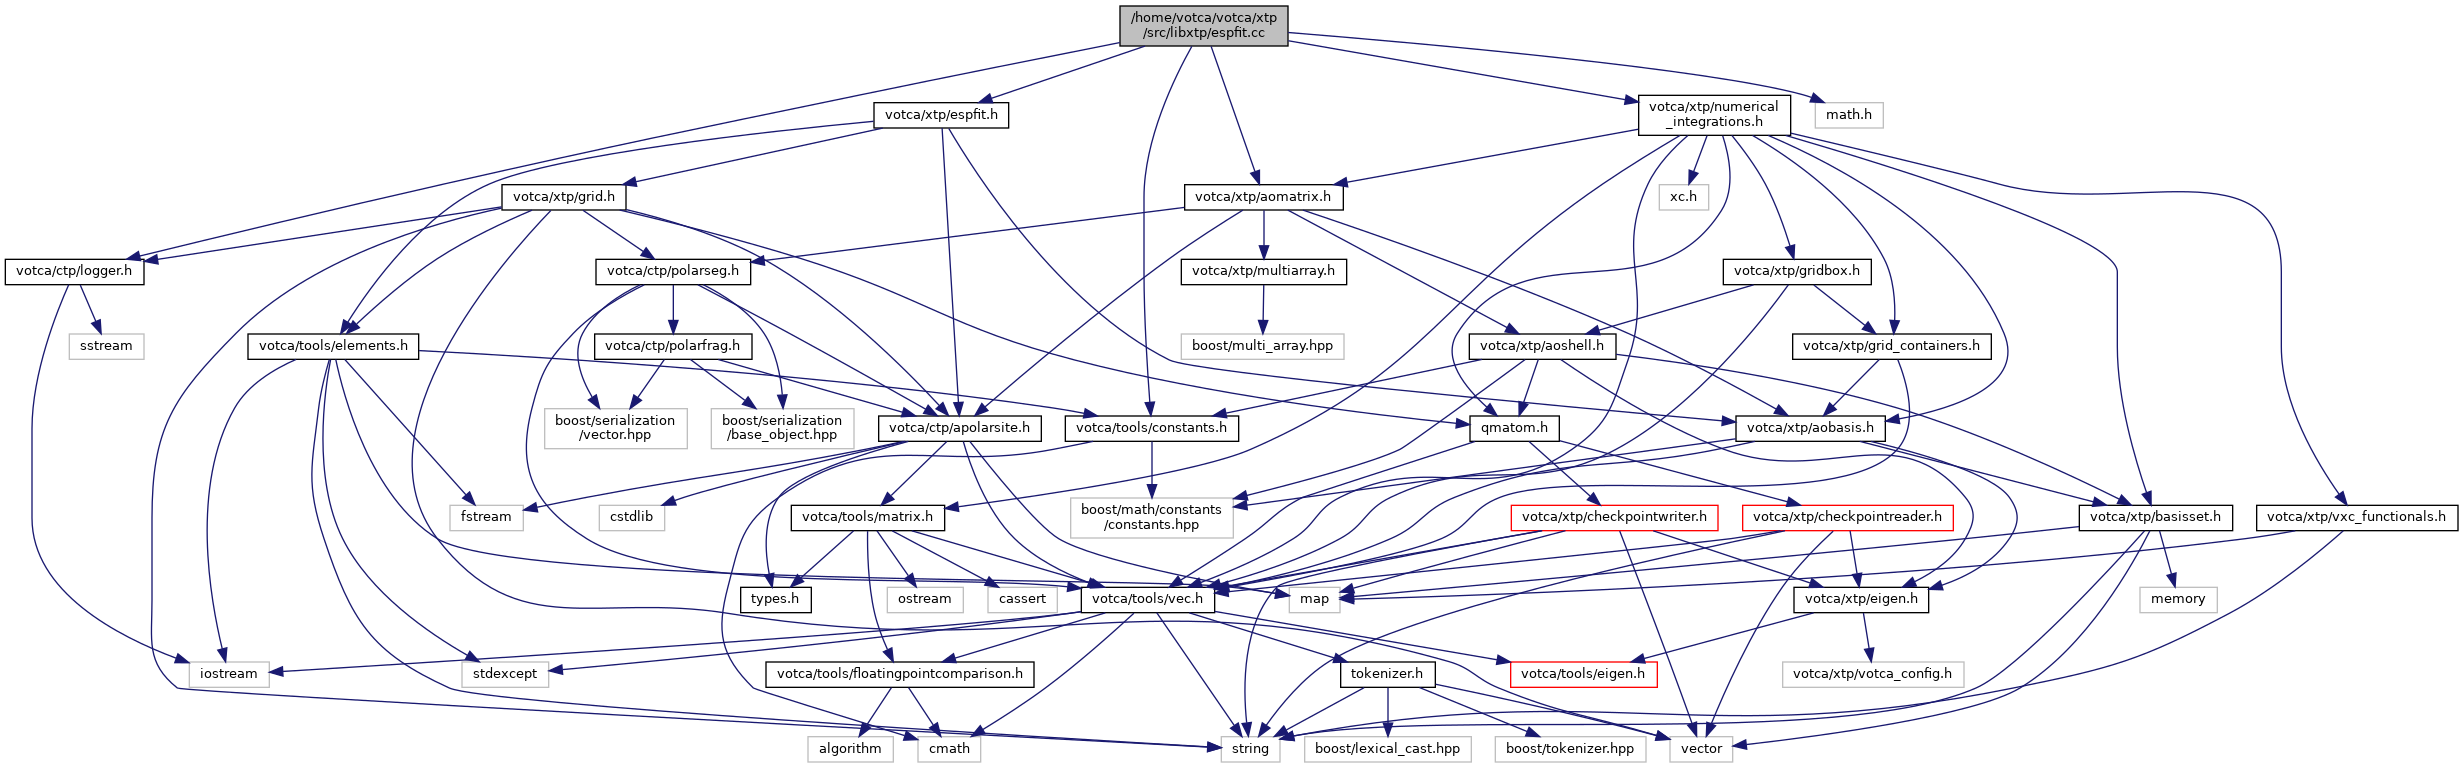 /home/votca/votca/xtp
/src/libxtp/espfit.cc
votca/xtp/espfit.h
votca/xtp/numerical
_integrations.h
math.h
votca/xtp/grid.h
votca/xtp/aomatrix.h
xc.h
votca/ctp/logger.h
votca/ctp/polarseg.h
votca/xtp/multiarray.h
votca/xtp/gridbox.h
sstream
votca/tools/elements.h
votca/ctp/polarfrag.h
boost/multi_array.hpp
votca/xtp/aoshell.h
votca/xtp/grid_containers.h
boost/serialization
/vector.hpp
boost/serialization
/base_object.hpp
votca/ctp/apolarsite.h
votca/tools/constants.h
qmatom.h
votca/xtp/aobasis.h
fstream
cstdlib
votca/tools/matrix.h
boost/math/constants
/constants.hpp
votca/xtp/checkpointwriter.h
votca/xtp/checkpointreader.h
votca/xtp/basisset.h
votca/xtp/vxc_functionals.h
types.h
ostream
cassert
votca/tools/vec.h
map
votca/xtp/eigen.h
memory
iostream
stdexcept
votca/tools/floatingpointcomparison.h
tokenizer.h
votca/tools/eigen.h
votca/xtp/votca_config.h
algorithm
cmath
string
boost/lexical_cast.hpp
boost/tokenizer.hpp
vector